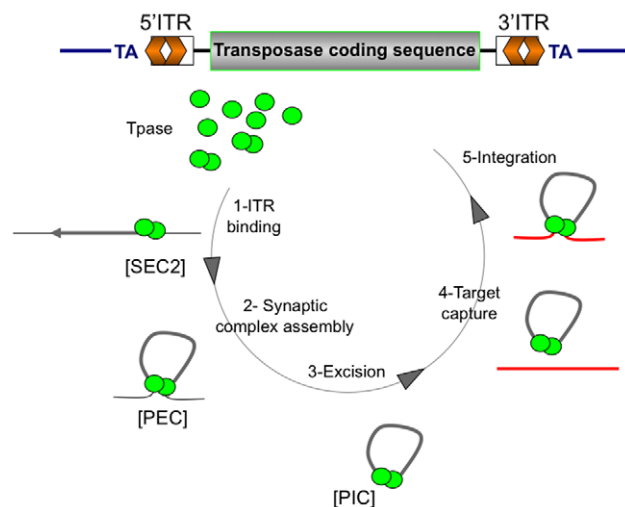 5'ITR
3'ITR
TA
Transposase coding sequence
TA
Tpase
5-Integration
1-ITR
binding
[SEC2]
4-Target
capture
2- Synaptic
complex assembly
3-Excision
[PEC]
[PIC]